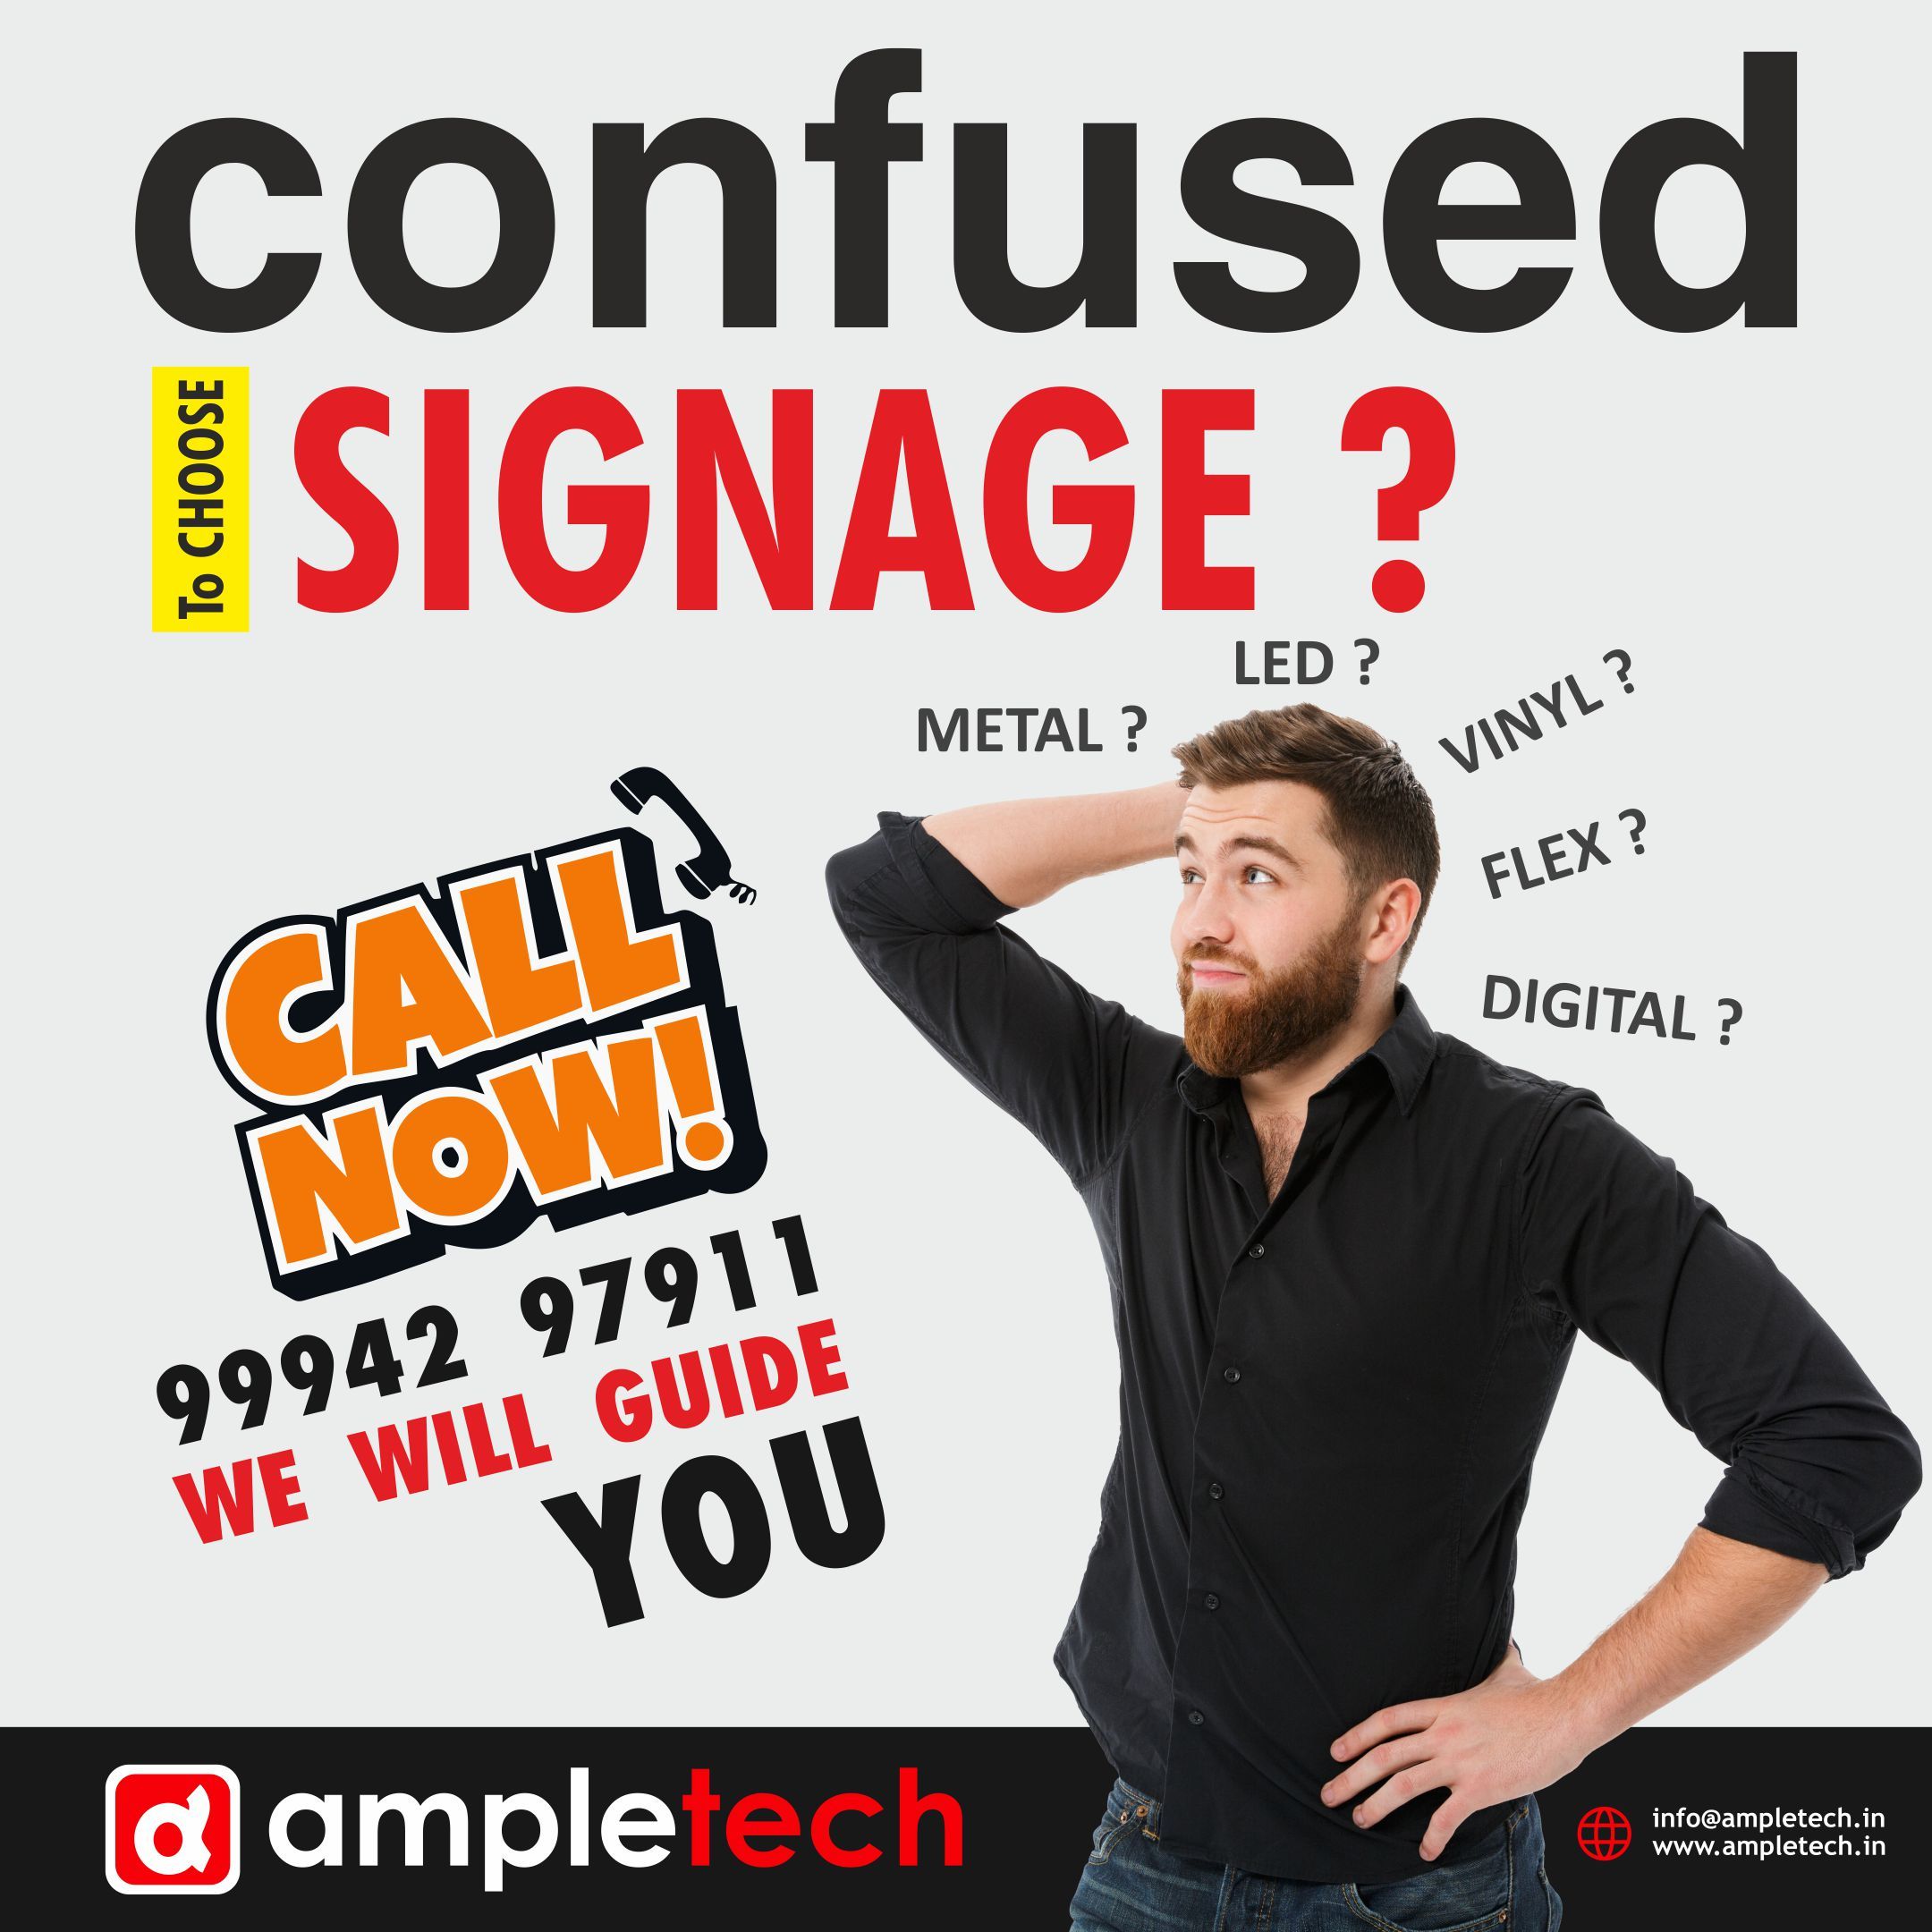 confused
To CHOOSE
SIGNAGE ?
LED ?
METAL ?
VINYL ?
FLEX ?
DIGITAL ?
CALL
NOW!
99942 97911
WE WILL GUIDE
YOU
ampletech
info@ampletech.in
www.ampletech.in